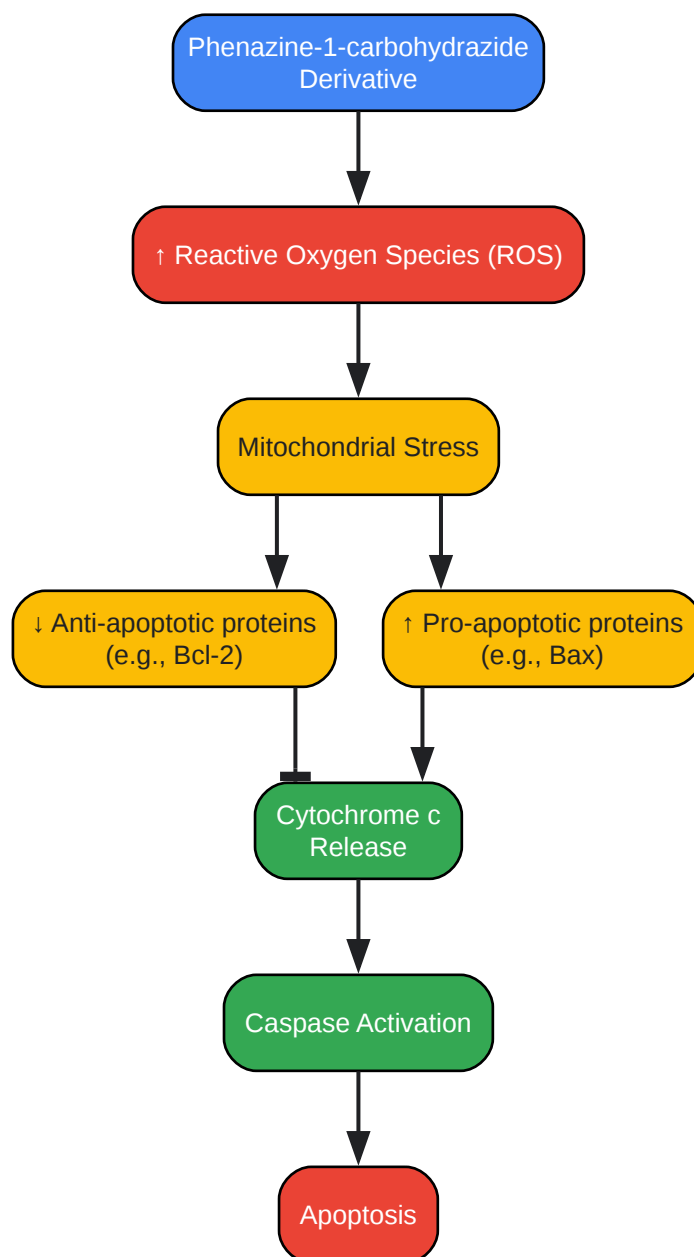 Phenazine-1-carbohydrazide
Derivative
↑ Reactive Oxygen Species (ROS)
Mitochondrial Stress
↓ Anti-apoptotic proteins
(e.g., Bcl-2)
↑ Pro-apoptotic proteins
(e.g., Bax)
Cytochrome c
Release
Caspase Activation
Apoptosis